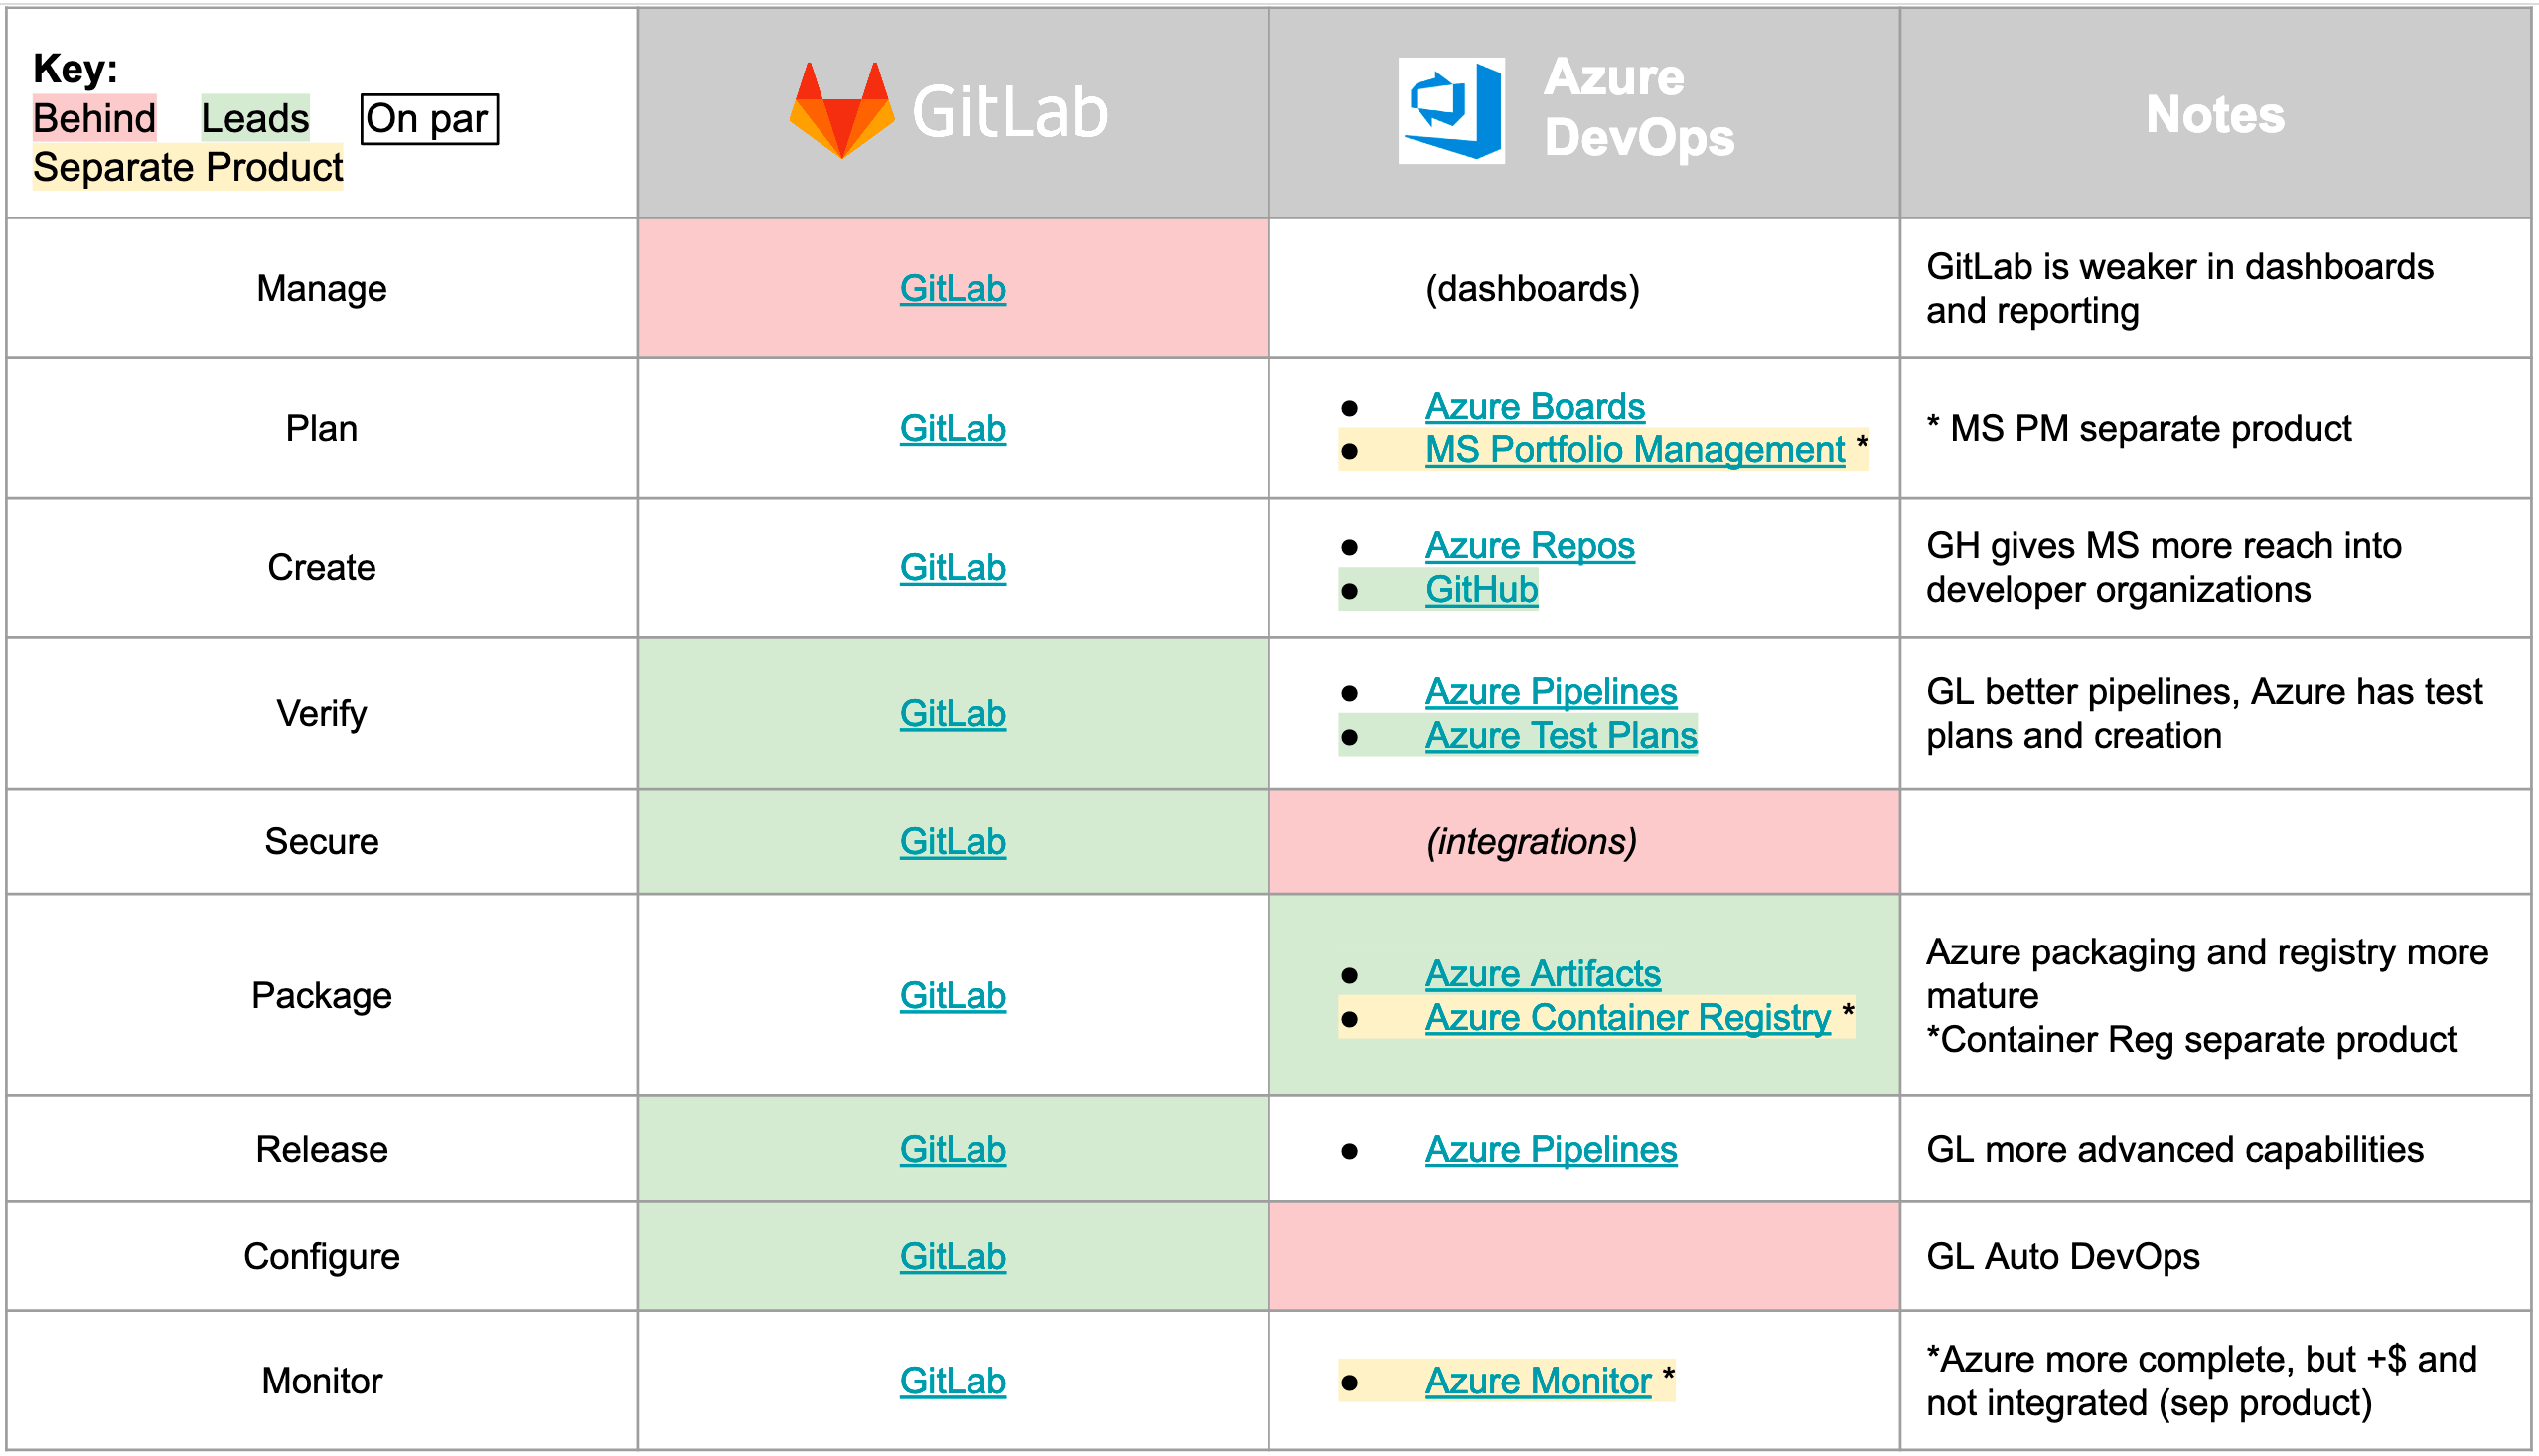 Key:
Behind Leads On par
Separate Product
GitLab
Azure
DevOps
Notes
Manage
GitLab
(dashboards)
GitLab is weaker in dashboards
and reporting
Plan
GitLab
● Azure Boards
● MS Portfolio Management *
* MS PM separate product
Create
GitLab
● Azure Repos
● GitHub
GH gives MS more reach into
developer organizations
Verify
GitLab
● Azure Pipelines
● Azure Test Plans
GL better pipelines, Azure has test
plans and creation
Secure
GitLab
(integrations)
Package
GitLab
● Azure Artifacts
● Azure Container Registry *
Azure packaging and registry more
mature
*Container Reg separate product
Release
GitLab
● Azure Pipelines
GL more advanced capabilities
Configure
GitLab
GL Auto DevOps
Monitor
GitLab
● Azure Monitor *
*Azure more complete, but +$ and
not integrated (sep product)